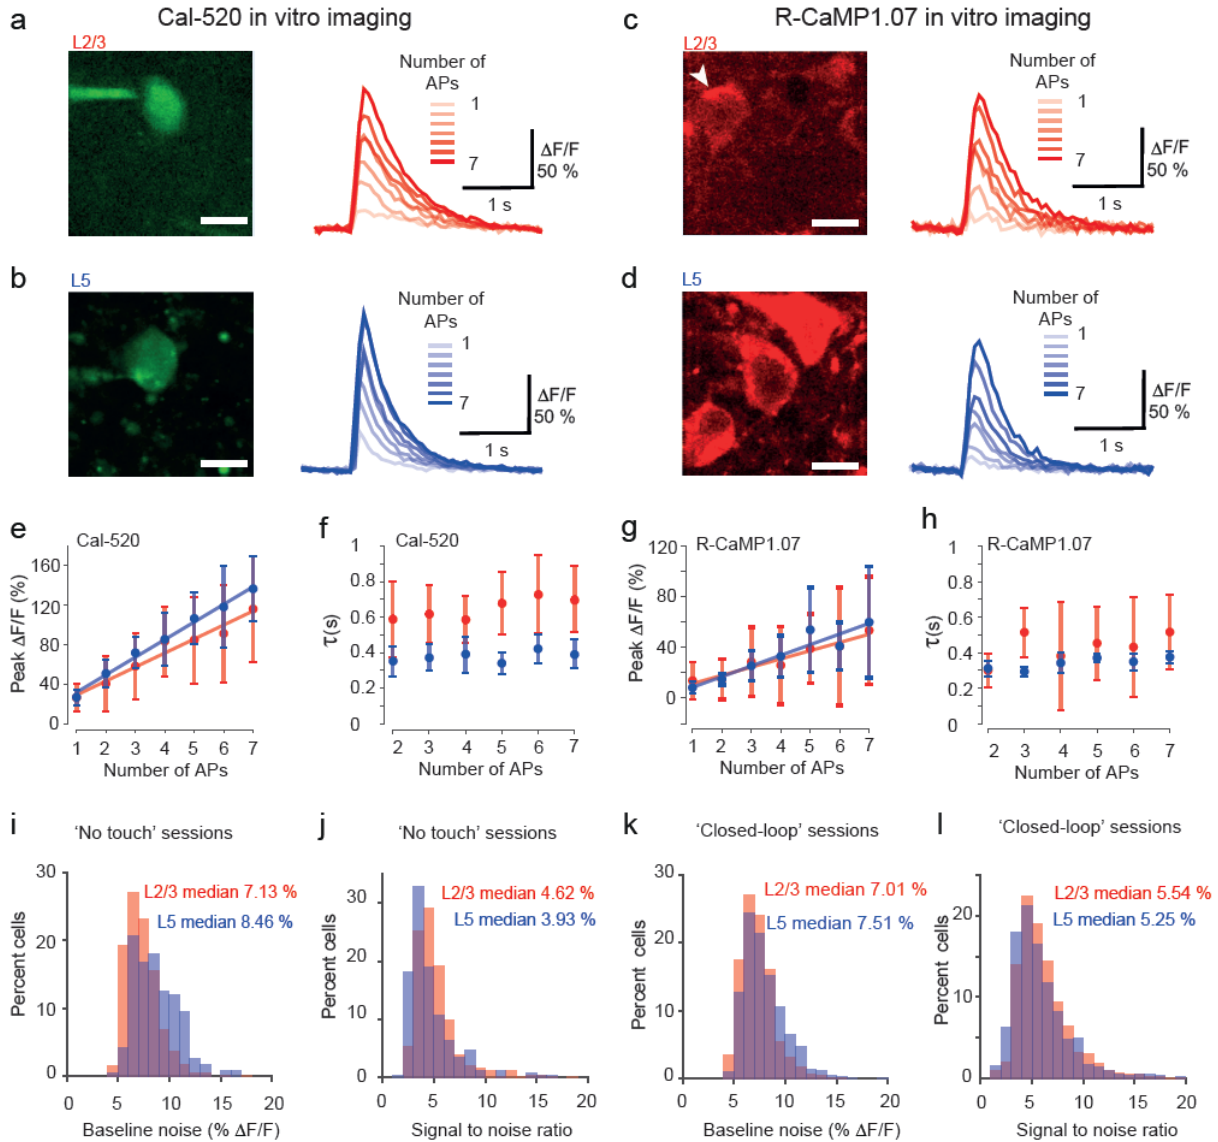 a Cal-520 in vitro imaging
c R-CaMP1.07 in vitro imaging
L2/3
Number of
APs
1
7
ΔF/F
50 %
1 s
L2/3
Number of
APs
1
7
ΔF/F
50 %
1 s
b
L5
Number of
APs
1
7
ΔF/F
50 %
1 s
d
L5
Number of
APs
1
7
ΔF/F
50 %
1 s
e
Cal-520
Peak ΔF/F (%)
160
120
80
40
0
1 2 3 4 5 6 7
Number of APs
f
Cal-520
τ(s)
1
0.8
0.6
0.4
0.2
0
2 3 4 5 6 7
Number of APs
g
R-CaMP1.07
Peak ΔF/F (%)
120
80
40
0
1 2 3 4 5 6 7
Number of APs
h
R-CaMP1.07
τ(s)
1
0.8
0.6
0.4
0.2
0
2 3 4 5 6 7
Number of APs
i
'No touch' sessions
L2/3 median 7.13 %
L5 median 8.46 %
Percent cells
30
20
10
0
0 5 10 15 20
Baseline noise (% ΔF/F)
j
'No touch' sessions
L2/3 median 4.62 %
L5 median 3.93 %
Percent cells
30
20
10
0
0 5 10 15 20
Signal to noise ratio
k
'Closed-loop' sessions
L2/3 median 7.01 %
L5 median 7.51 %
Percent cells
30
20
10
0
0 5 10 15 20
Baseline noise (% ΔF/F)
l
'Closed-loop' sessions
L2/3 median 5.54 %
L5 median 5.25 %
Percent cells
20
10
0
0 5 10 15 20
Signal to noise ratio